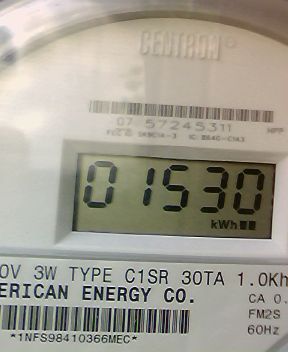 CENTRON®
07 57245311
HPP
01530
kWh
0V 3W TYPE C1SR 30TA 1.0Kh
ERICAN ENERGY CO.
CA 0.
FM2S
60Hz
*1NFS98410366MEC*